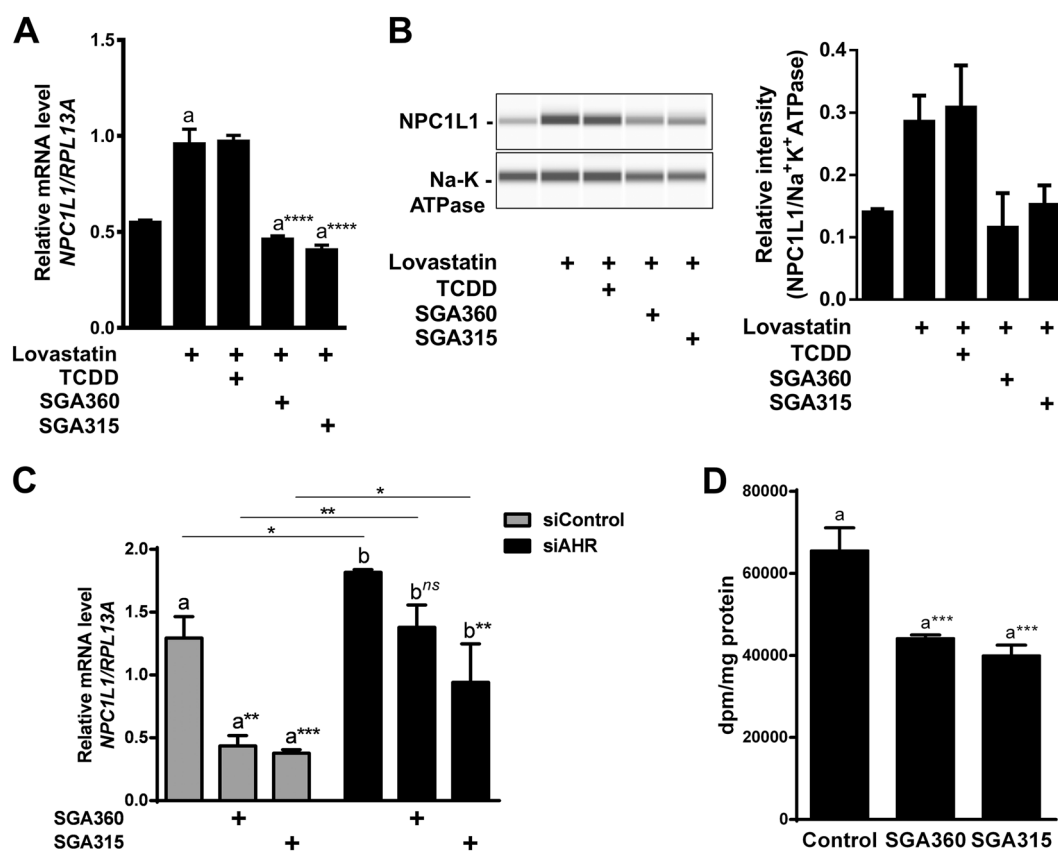 A
Relative mRNA level
NPC1L1/RPL13A
1.5
1.0
0.5
0.0
a
a****
a****
Lovastatin + + + +
TCDD +
SGA360 +
SGA315 +
B
NPC1L1 -
Na-K -
ATPase
Lovastatin + + + +
TCDD +
SGA360 +
SGA315 +
Relative intensity
(NPC1L1/Na⁺K⁺ATPase)
0.4
0.3
0.2
0.1
0.0
Lovastatin + + + +
TCDD +
SGA360 +
SGA315 +
C
*
**
*
siControl
siAHR
Relative mRNA level
NPC1L1/RPL13A
2.0
1.5
1.0
0.5
0.0
a
a**
a***
b
bⁿˢ
b**
SGA360 + +
SGA315 + +
D
dpm/mg protein
80000
60000
40000
20000
0
a
a***
a***
Control SGA360 SGA315